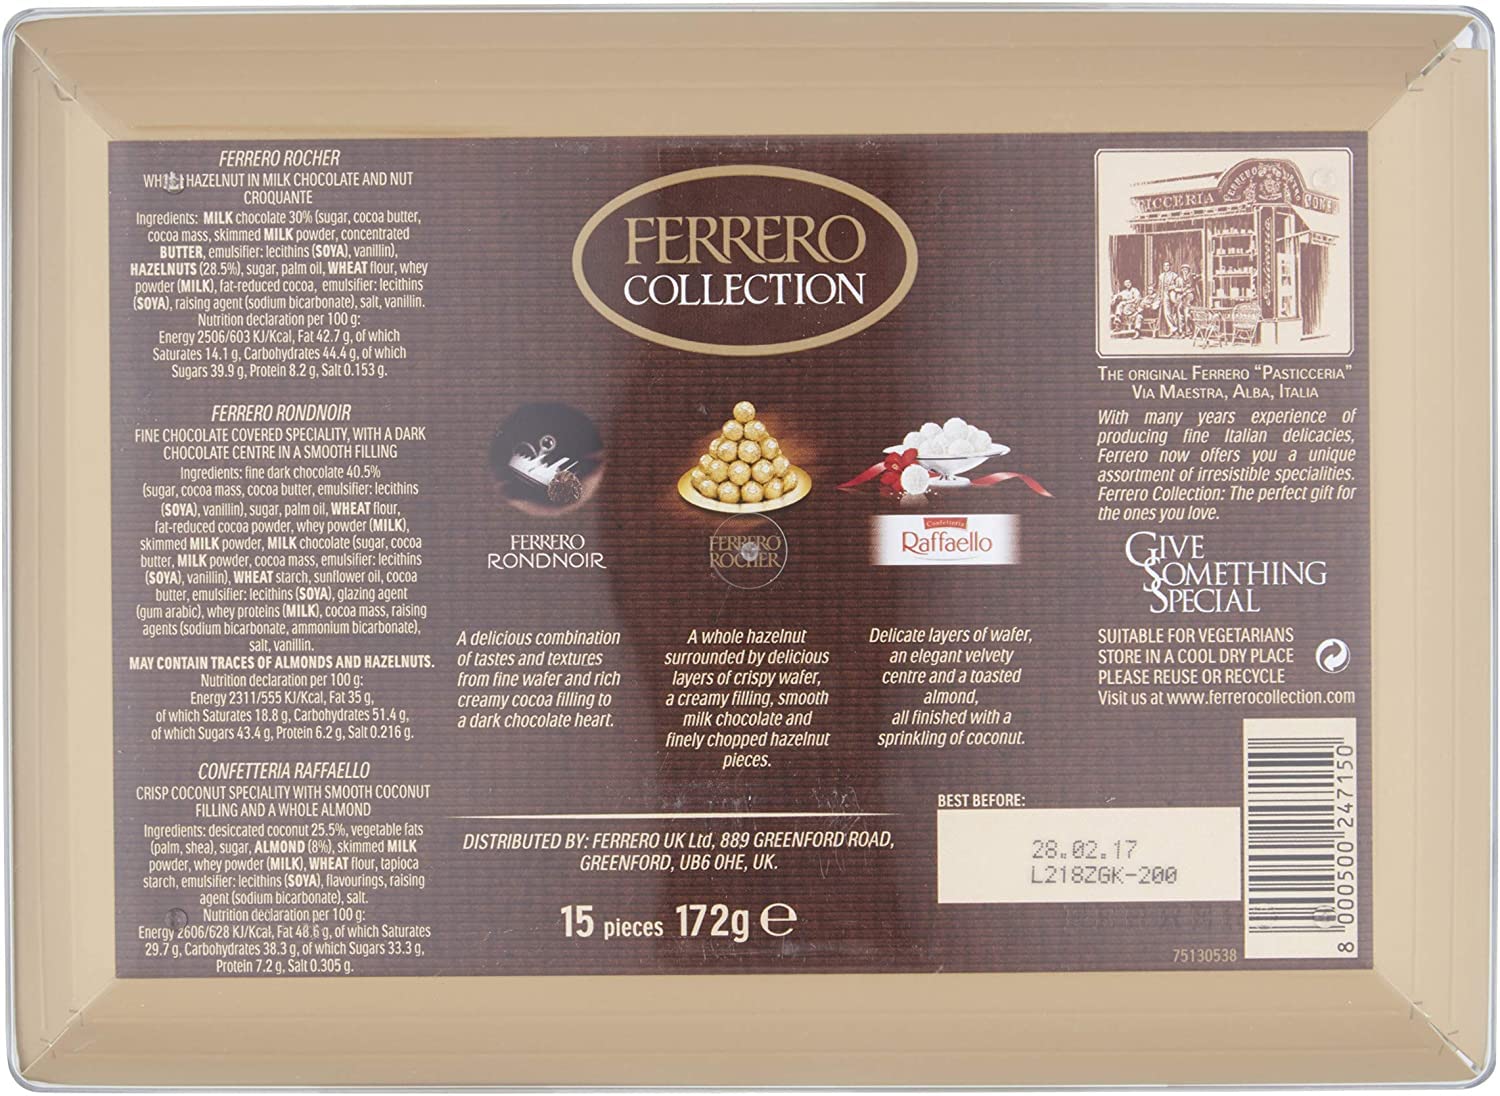 FERRERO ROCHER
HAZELNUT IN MILK CHOCOLATE AND NUT
CROQUANTE
Ingredients: MILK chocolate 30% (sugar, cocoa butter,
cocoa mass, skimmed MILK powder, concentrated
BUTTER, emulsifier: lecithins (SOYA), vanillin),
HAZELNUTS (28.5%), sugar, palm oil, WHEAT flour, whey
powder (MILK), fat-reduced cocoa, emulsifier: lecithins
(SOYA), raising agent (sodium bicarbonate), salt, vanillin.
Nutrition declaration per 100 g:
Energy 2506/603 KJ/Kcal, Fat 42.7 g, of which
Saturates 14.1 g, Carbohydrates 44.4 g, of which
Sugars 39.9 g, Protein 8.2 g, Salt 0.153 g.
FERRERO RONDNOIR
FINE CHOCOLATE COVERED SPECIALITY, WITH A DARK
CHOCOLATE CENTRE IN A SMOOTH FILLING
Ingredients: fine dark chocolate 40.5%
(sugar, cocoa mass, cocoa butter, emulsifier: lecithins
(SOYA), vanillin), sugar, palm oil, WHEAT flour,
fat-reduced cocoa powder, whey powder (MILK),
skimmed MILK powder, MILK chocolate (sugar, cocoa
butter, MILK powder, cocoa mass, emulsifier: lecithins
(SOYA), vanillin), WHEAT starch, sunflower oil, cocoa
butter, emulsifier: lecithins (SOYA), glazing agent
(gum arabic), whey proteins (MILK), cocoa mass, raising
agents (sodium bicarbonate, ammonium bicarbonate),
salt, vanillin.
MAY CONTAIN TRACES OF ALMONDS AND HAZELNUTS.
Nutrition declaration per 100 g:
Energy 2311/555 KJ/Kcal, Fat 35 g,
of which Saturates 18.8 g, Carbohydrates 51.4 g,
of which Sugars 43.4 g, Protein 6.2 g, Salt 0.216 g.
CONFETTERIA RAFFAELLO
CRISP COCONUT SPECIALITY WITH SMOOTH COCONUT
FILLING AND A WHOLE ALMOND
Ingredients: desiccated coconut 25.5%, vegetable fats
(palm, shea), sugar, ALMOND (8%), skimmed MILK
powder, whey powder (MILK), WHEAT flour, tapioca
starch, emulsifier: lecithins (SOYA), flavourings, raising
agent (sodium bicarbonate), salt.
Nutrition declaration per 100 g:
Energy 2606/628 KJ/Kcal, Fat 48.6 g, of which Saturates
29.7 g, Carbohydrates 38.3 g, of which Sugars 33.3 g,
Protein 7.2 g, Salt 0.305 g.
FERRERO
COLLECTION
FERRERO
RONDNOIR
FERRERO
ROCHER
Confetteria
Raffaello
A delicious combination
of tastes and textures
from fine wafer and rich
creamy cocoa filling to
a dark chocolate heart.
A whole hazelnut
surrounded by delicious
layers of crispy wafer,
a creamy filling, smooth
milk chocolate and
finely chopped hazelnut
pieces.
Delicate layers of wafer,
an elegant velvety
centre and a toasted
almond,
all finished with a
sprinkling of coconut.
DISTRIBUTED BY: FERRERO UK Ltd, 889 GREENFORD ROAD,
GREENFORD, UB6 0HE, UK.
15 pieces 172g e
ICCERIA FERRERO
THE ORIGINAL FERRERO "PASTICCERIA"
VIA MAESTRA, ALBA, ITALIA
With many years experience of
producing fine Italian delicacies,
Ferrero now offers you a unique
assortment of irresistible specialities.
Ferrero Collection: The perfect gift for
the ones you love.
GIVE
SOMETHING
SPECIAL
SUITABLE FOR VEGETARIANS
STORE IN A COOL DRY PLACE
PLEASE REUSE OR RECYCLE
Visit us at www.ferrerocollection.com
BEST BEFORE:
28.02.17
L218ZGK-200
75130538
8 000500 247150